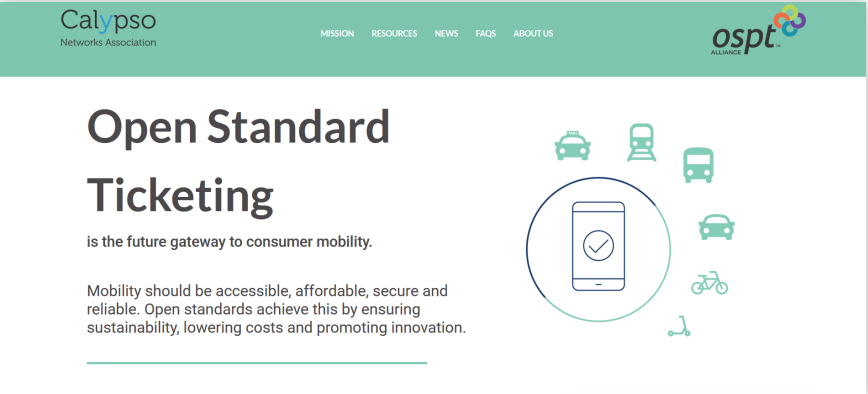 Calypso
Networks Association
MISSION RESOURCES NEWS FAQS ABOUT US
ospt
ALLIANCE
Open Standard
Ticketing
is the future gateway to consumer mobility.
Mobility should be accessible, affordable, secure and
reliable. Open standards achieve this by ensuring
sustainability, lowering costs and promoting innovation.